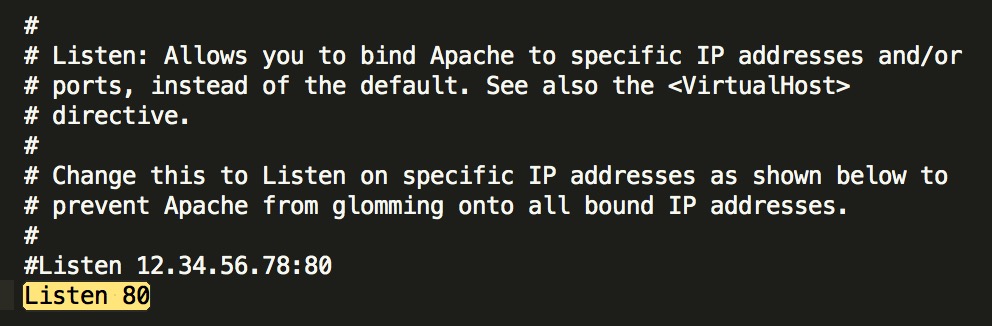 #
# Listen: Allows you to bind Apache to specific IP addresses and/or
# ports, instead of the default. See also the <VirtualHost>
# directive.
#
# Change this to Listen on specific IP addresses as shown below to
# prevent Apache from glomming onto all bound IP addresses.
#
#Listen 12.34.56.78:80
Listen 80